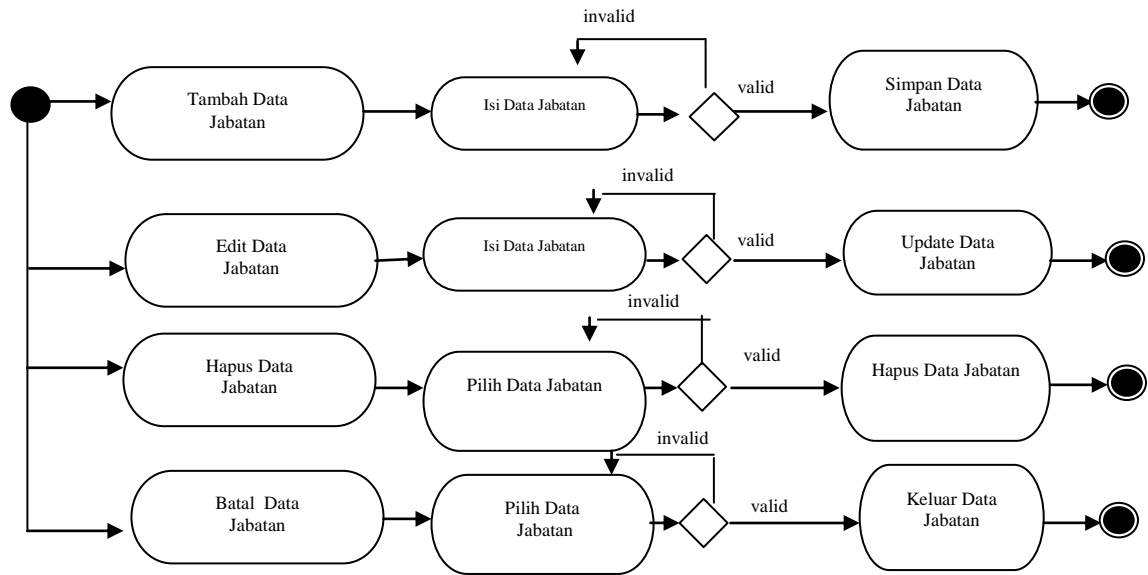 invalid
Tambah Data
Jabatan
Isi Data Jabatan
valid
Simpan Data
Jabatan
invalid
Edit Data
Jabatan
Isi Data Jabatan
valid
Update Data
Jabatan
invalid
Hapus Data
Jabatan
Pilih Data Jabatan
valid
Hapus Data Jabatan
invalid
Batal  Data
Jabatan
Pilih Data
Jabatan
valid
Keluar Data
Jabatan